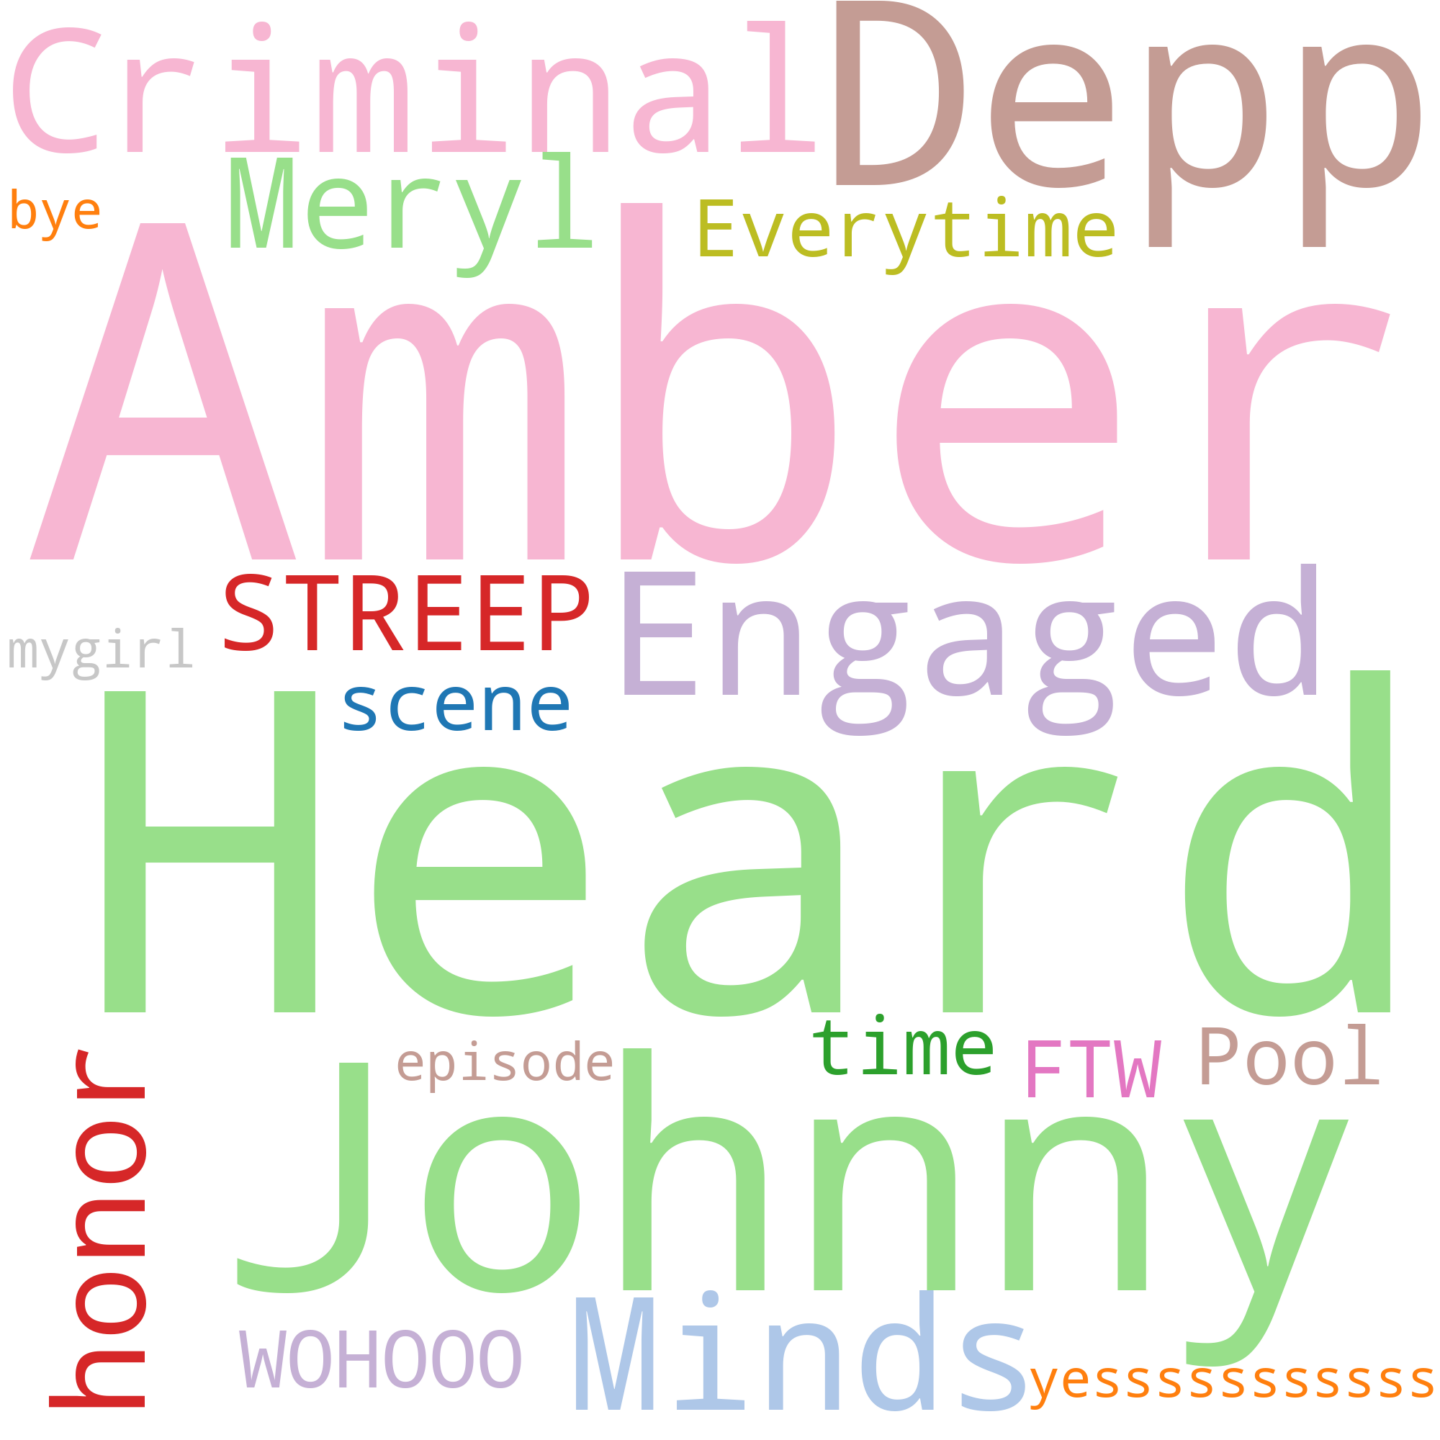 Criminal Depp
bye Meryl Everytime
Amber
STREEP Engaged
mygirl scene
Heard
honor episode time FTW Pool
Johnny
WOHOOO Minds yesssssssssss